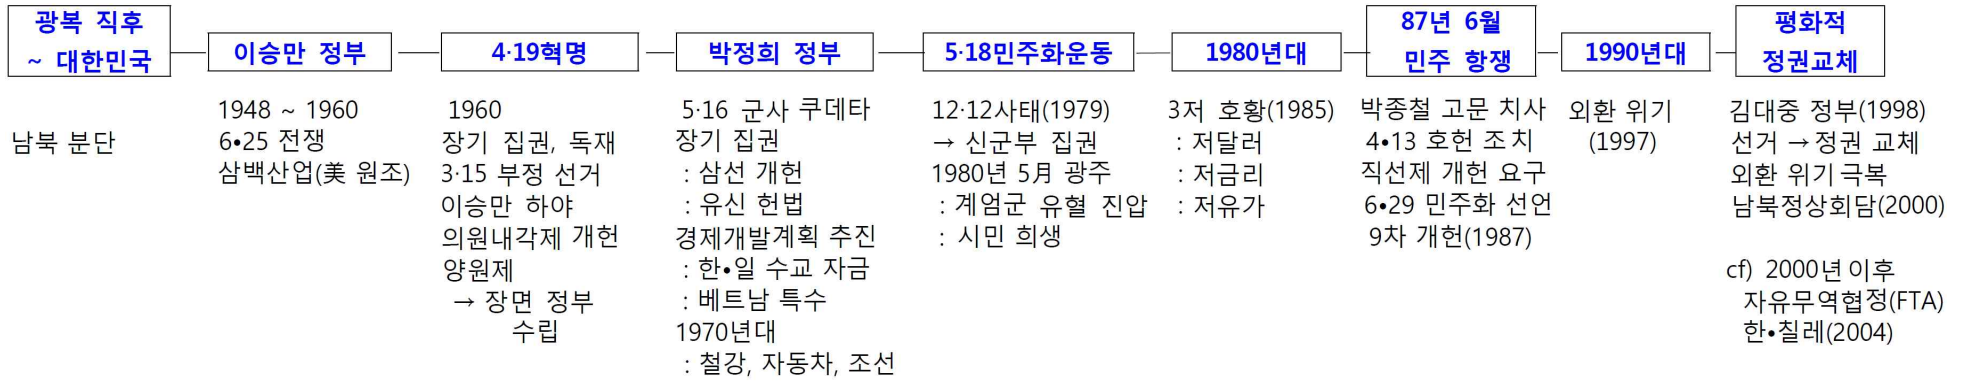 광복 직후
~ 대한민국
남북 분단
이승만 정부
1948 ~ 1960
6•25 전쟁
삼백산업(美 원조)
4·19혁명
1960
장기 집권, 독재
3·15 부정 선거
이승만 하야
의원내각제 개헌
양원제
→ 장면 정부
수립
박정희 정부
5·16 군사 쿠데타
장기 집권
: 삼선 개헌
: 유신 헌법
경제개발계획 추진
: 한•일 수교 자금
: 베트남 특수
1970년대
: 철강, 자동차, 조선
5·18민주화운동
12·12사태(1979)
→ 신군부 집권
1980년 5月 광주
: 계엄군 유혈 진압
: 시민 희생
1980년대
3저 호황(1985)
: 저달러
: 저금리
: 저유가
87년 6월
민주 항쟁
박종철 고문 치사
4•13 호헌 조치
직선제 개헌 요구
6•29 민주화 선언
9차 개헌(1987)
1990년대
외환 위기
(1997)
평화적
정권교체
김대중 정부(1998)
선거 → 정권 교체
외환 위기 극복
남북정상회담(2000)
cf) 2000년 이후
자유무역협정(FTA)
한•칠레(2004)